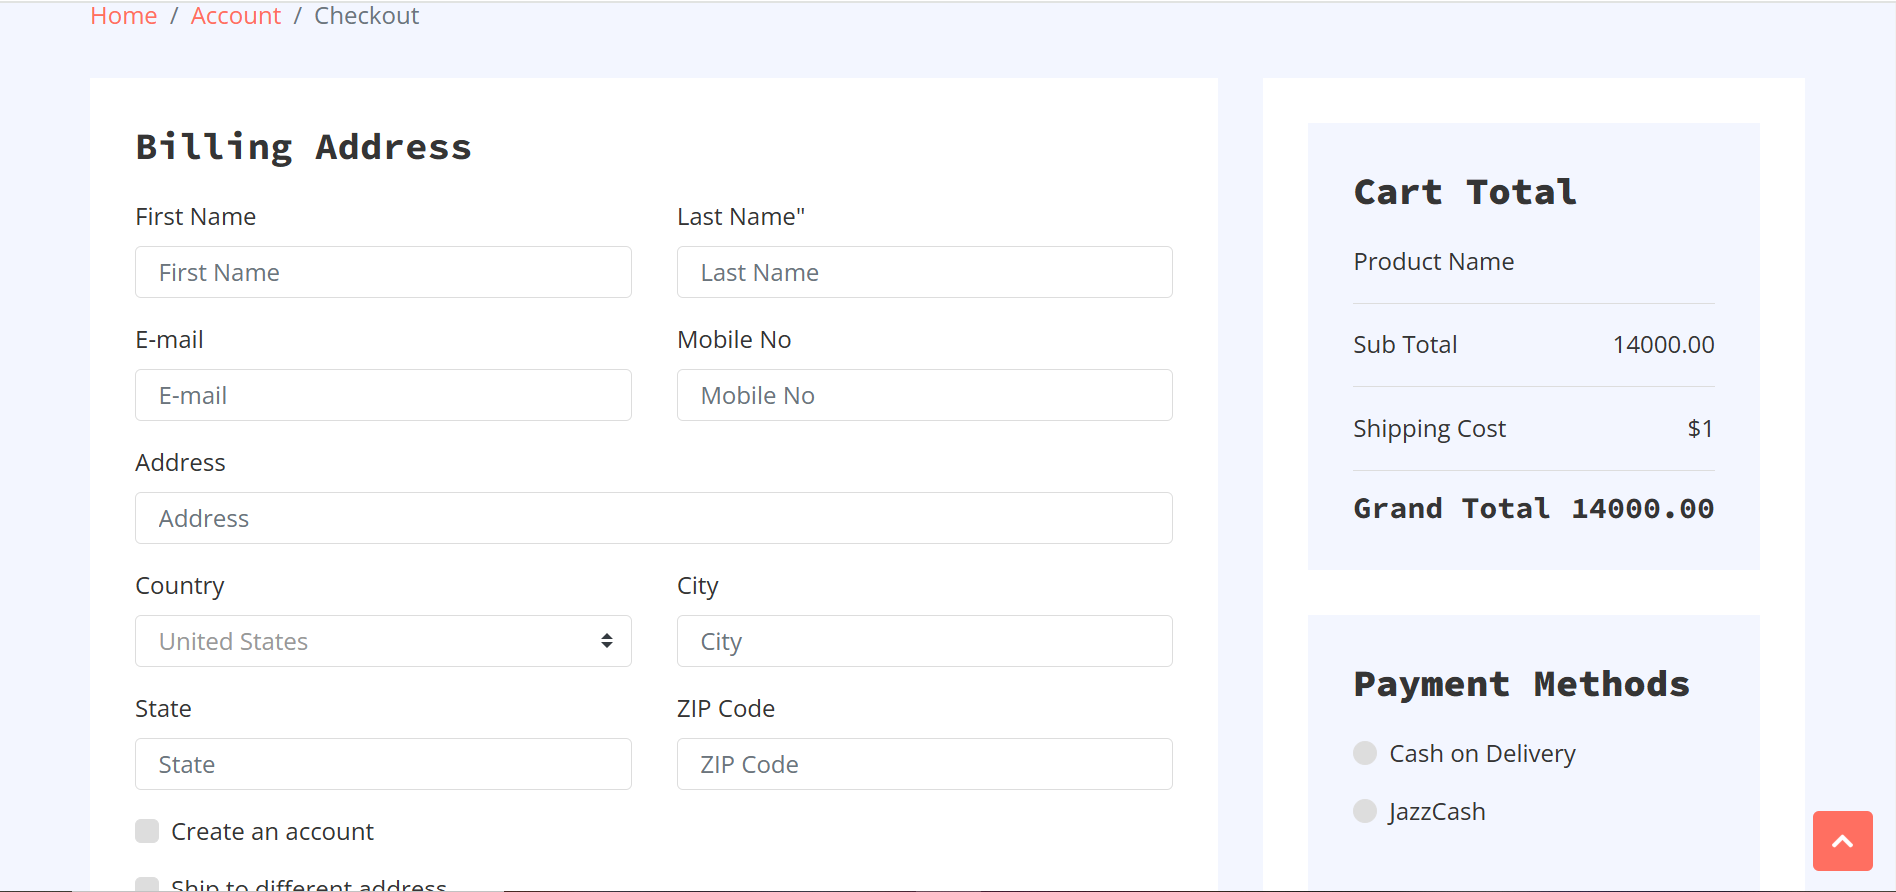 Home / Account / Checkout
Billing Address
First Name
Last Name"
First Name
Last Name
E-mail
Mobile No
E-mail
Mobile No
Address
Address
Country
City
United States
City
State
ZIP Code
State
ZIP Code
Create an account
Ship to different address
Cart Total
Product Name
Sub Total 14000.00
Shipping Cost $1
Grand Total 14000.00
Payment Methods
Cash on Delivery
JazzCash